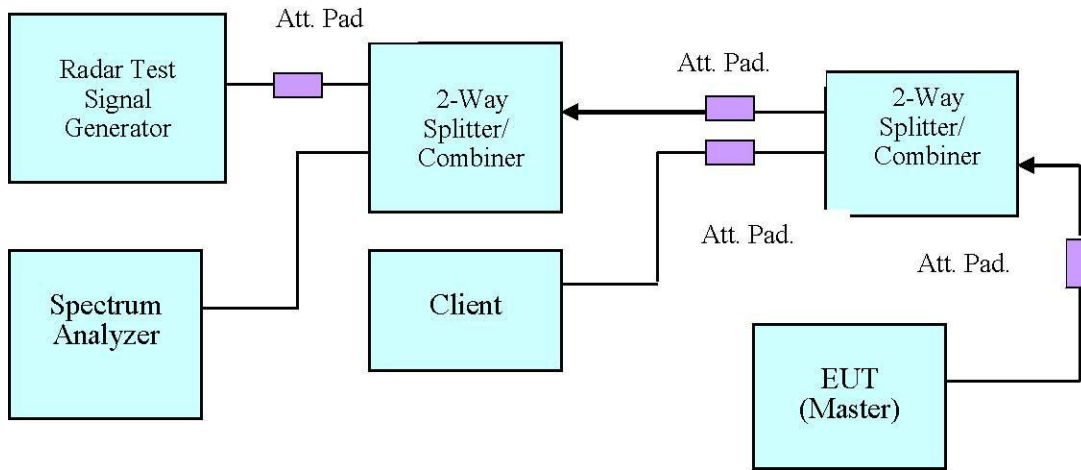 Att. Pad
Radar Test
Signal
Generator
2-Way
Splitter/
Combiner
Att. Pad.
2-Way
Splitter/
Combiner
Att. Pad.
Att. Pad.
Spectrum
Analyzer
Client
EUT
(Master)